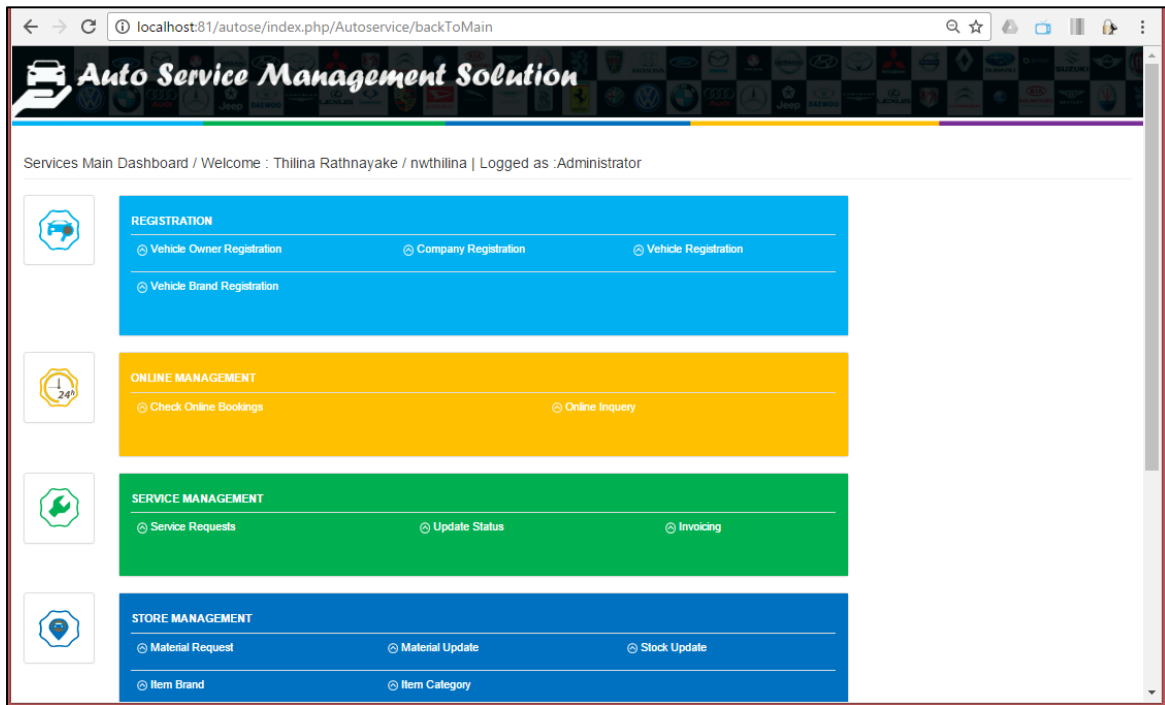 localhost:81/autose/index.php/Autoservice/backToMain
Auto Service Management Solution
Services Main Dashboard / Welcome : Thilina Rathnayake / nwthilina | Logged as :Administrator
REGISTRATION
Vehicle Owner Registration Company Registration Vehicle Registration
Vehicle Brand Registration
24h
ONLINE MANAGEMENT
Check Online Bookings Online Inquery
SERVICE MANAGEMENT
Service Requests Update Status Invoicing
STORE MANAGEMENT
Material Request Material Update Stock Update
Item Brand Item Category